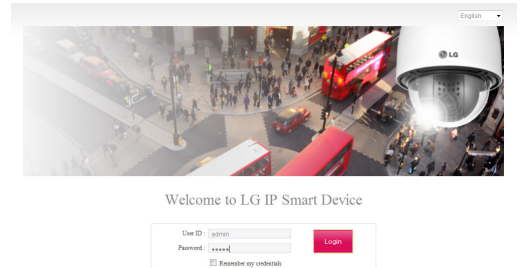 English
LG
Welcome to LG IP Smart Device
User ID :
admin
Password :
•••••
Login
Remember my credentials